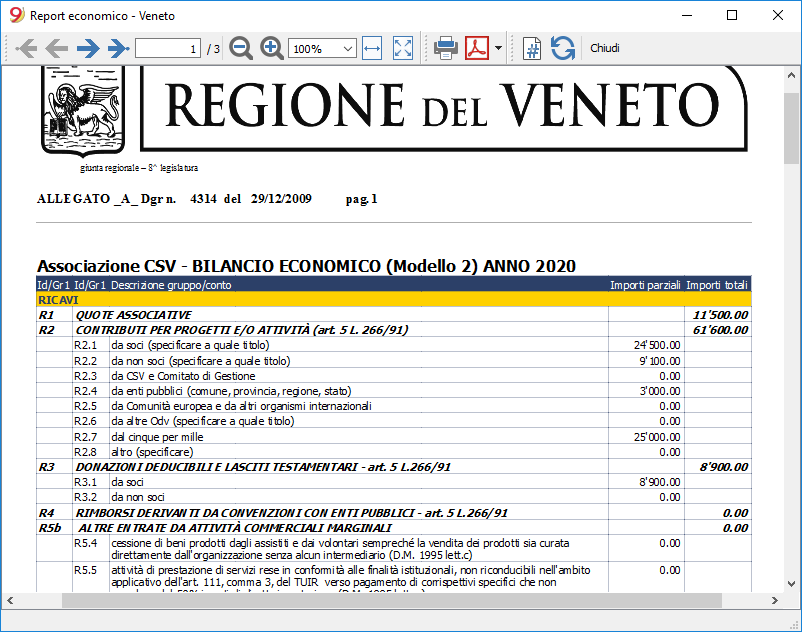 Report economico - Veneto
1 / 3 100% Chiudi
REGIONE DEL VENETO
giunta regionale – 8^ legislatura
ALLEGATO _A_ Dgr n. 4314 del 29/12/2009 pag. 1
Associazione CSV - BILANCIO ECONOMICO (Modello 2) ANNO 2020
Id/Gr1 Id/Gr1 Descrizione gruppo/conto Importi parziali Importi totali
RICAVI
R1 QUOTE ASSOCIATIVE 11'500.00
R2 CONTRIBUTI PER PROGETTI E/O ATTIVITÀ (art. 5 L. 266/91) 61'600.00
R2.1 da soci (specificare a quale titolo) 24'500.00
R2.2 da non soci (specificare a quale titolo) 9'100.00
R2.3 da CSV e Comitato di Gestione 0.00
R2.4 da enti pubblici (comune, provincia, regione, stato) 3'000.00
R2.5 da Comunità europea e da altri organismi internazionali 0.00
R2.6 da altre Odv (specificare a quale titolo) 0.00
R2.7 dal cinque per mille 25'000.00
R2.8 altro (specificare) 0.00
R3 DONAZIONI DEDUCIBILI E LASCITI TESTAMENTARI - art. 5 L.266/91 8'900.00
R3.1 da soci 8'900.00
R3.2 da non soci 0.00
R4 RIMBORSI DERIVANTI DA CONVENZIONI CON ENTI PUBBLICI - art. 5 L.266/91 0.00
R5b ALTRE ENTRATE DA ATTIVITÀ COMMERCIALI MARGINALI 0.00
R5.4 cessione di beni prodotti dagli assistiti e dai volontari sempreché la vendita dei prodotti sia curata 0.00
direttamente dall'organizzazione senza alcun intermediario (D.M. 1995 lett.c)
R5.5 attività di prestazione di servizi rese in conformità alle finalità istituzionali, non riconducibili nell'ambito 0.00
applicativo dell'art. 111, comma 3, del TUIR verso pagamento di corrispettivi specifici che non